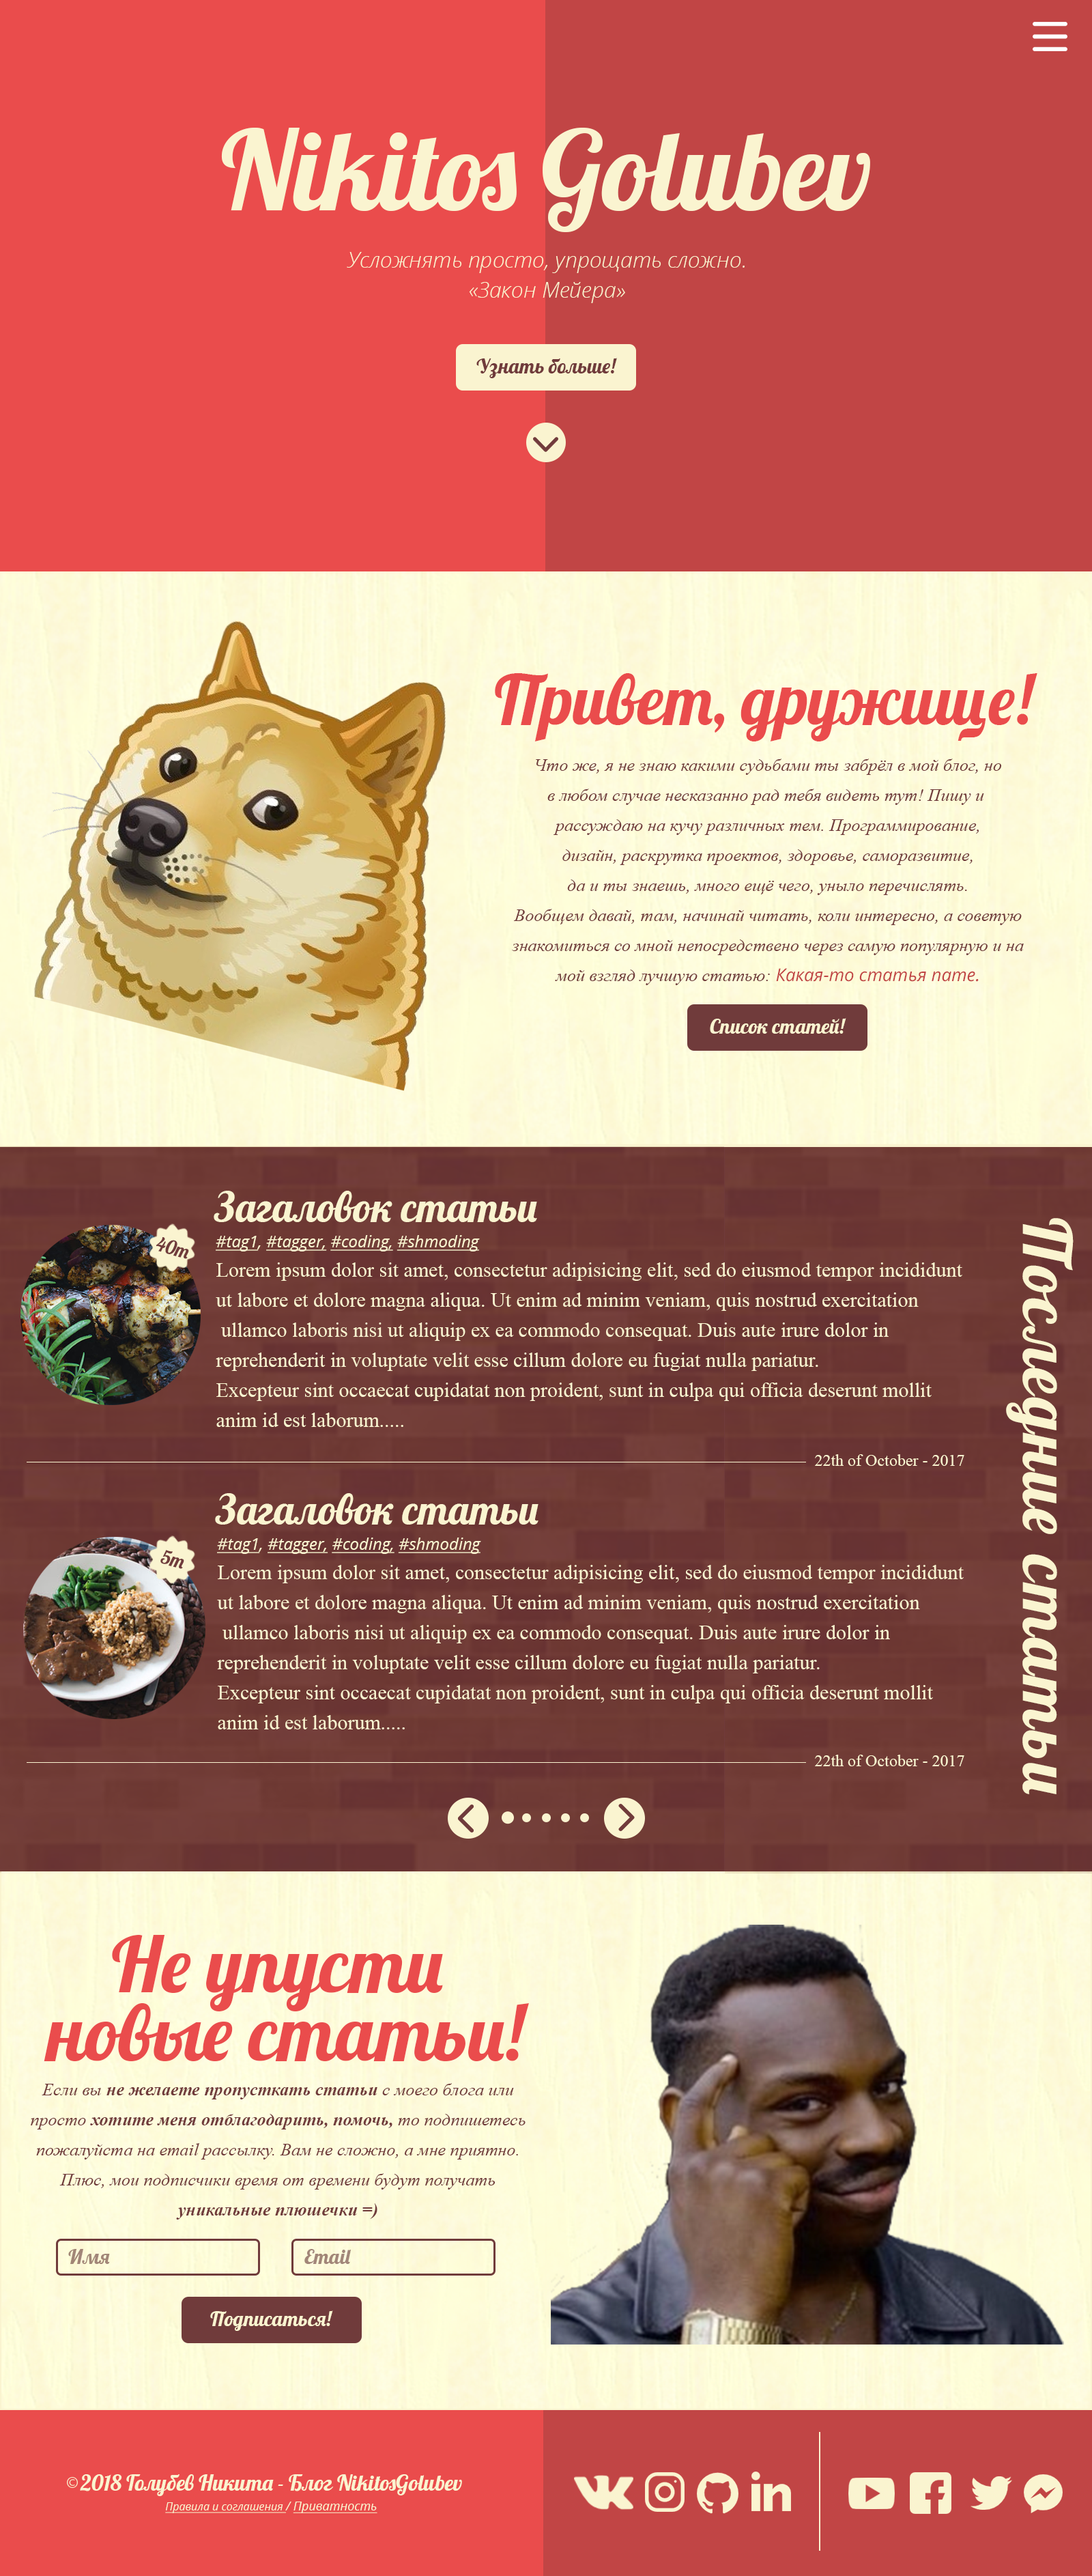 Nikitos Golubev
Усложнять просто, упрощать сложно.
«Закон Мейера»
Узнать больше!
Привет, дружище!
Что же, я не знаю какими судьбами ты забрёл в мой блог, но
в любом случае несказанно рад тебя видеть тут! Пишу и
рассуждаю на кучу различных тем. Программирование,
дизайн, раскрутка проектов, здоровье, саморазвитие,
да и ты знаешь, много ещё чего, уныло перечислять.
Вообщем давай, там, начинай читать, коли интересно, а советую
знакомиться со мной непосредствено через самую популярную и на
мой взгляд лучшую статью: Какая-то статья name.
Список статей!
Загаловок статьи
40m
#tag1, #tagger, #coding, #shmoding
Lorem ipsum dolor sit amet, consectetur adipisicing elit, sed do eiusmod tempor incididunt
ut labore et dolore magna aliqua. Ut enim ad minim veniam, quis nostrud exercitation
ullamco laboris nisi ut aliquip ex ea commodo consequat. Duis aute irure dolor in
reprehenderit in voluptate velit esse cillum dolore eu fugiat nulla pariatur.
Excepteur sint occaecat cupidatat non proident, sunt in culpa qui officia deserunt mollit
anim id est laborum.....
22th of October - 2017
Загаловок статьи
5m
#tag1, #tagger, #coding, #shmoding
Lorem ipsum dolor sit amet, consectetur adipisicing elit, sed do eiusmod tempor incididunt
ut labore et dolore magna aliqua. Ut enim ad minim veniam, quis nostrud exercitation
ullamco laboris nisi ut aliquip ex ea commodo consequat. Duis aute irure dolor in
reprehenderit in voluptate velit esse cillum dolore eu fugiat nulla pariatur.
Excepteur sint occaecat cupidatat non proident, sunt in culpa qui officia deserunt mollit
anim id est laborum.....
22th of October - 2017
Последние статьи
Не упусти
новые статьи!
Если вы не желаете пропусткать статьи с моего блога или
просто хотите меня отблагодарить, помочь, то подпишетесь
пожалуйста на email рассылку. Вам не сложно, а мне приятно.
Плюс, мои подписчики время от времени будут получать
уникальные плюшечки =)
Имя
Email
Подписаться!
©2018 Голубев Никита - Блог NikitosGolubev
Правила и соглашения / Приватность